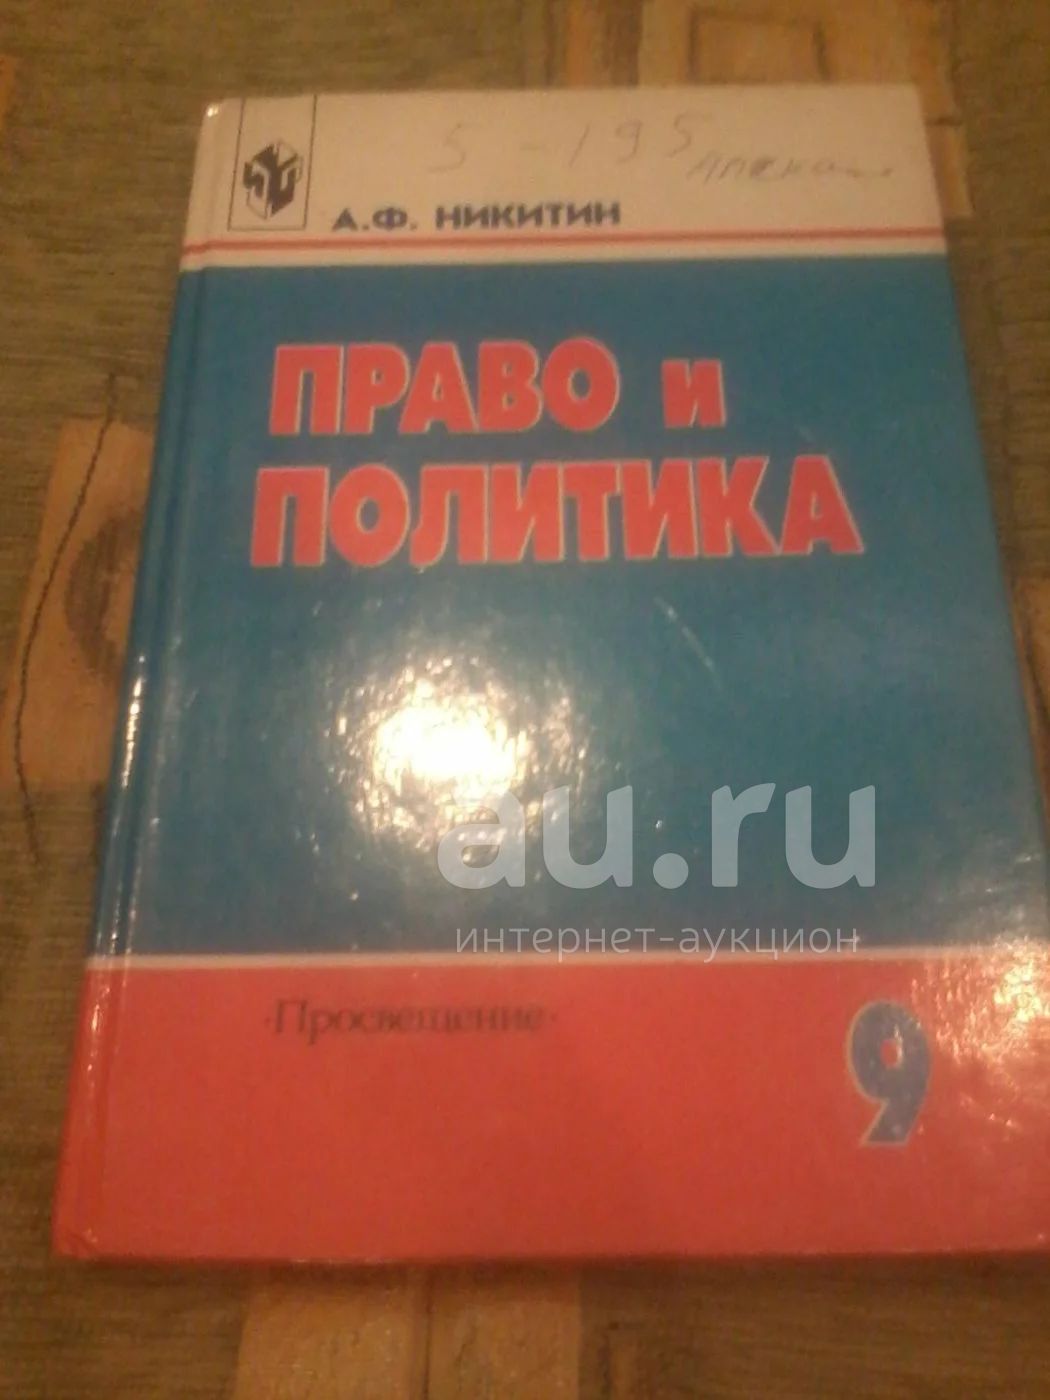 5 - 195
А.Ф. НИКИТИН
ПРАВО И
ПОЛИТИКА
au.ru
интернет-аукцион
·Просвещение·
9